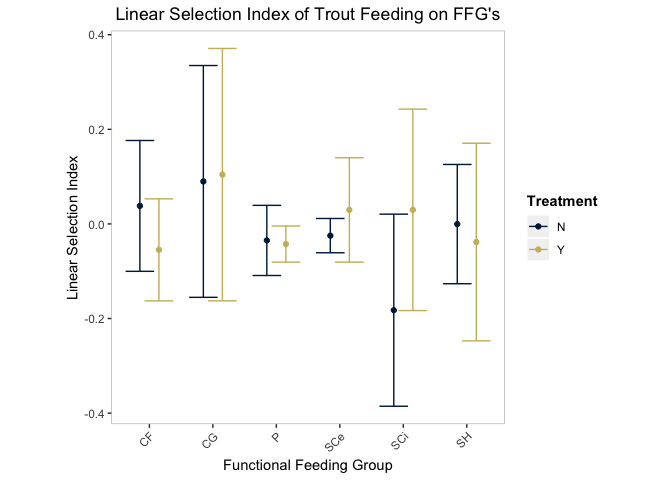 Linear Selection Index of Trout Feeding on FFG's
Linear Selection Index
0.4
0.2
0.0
-0.2
-0.4
CF
CG
P
SCe
SCi
SH
Functional Feeding Group
Treatment
N
Y